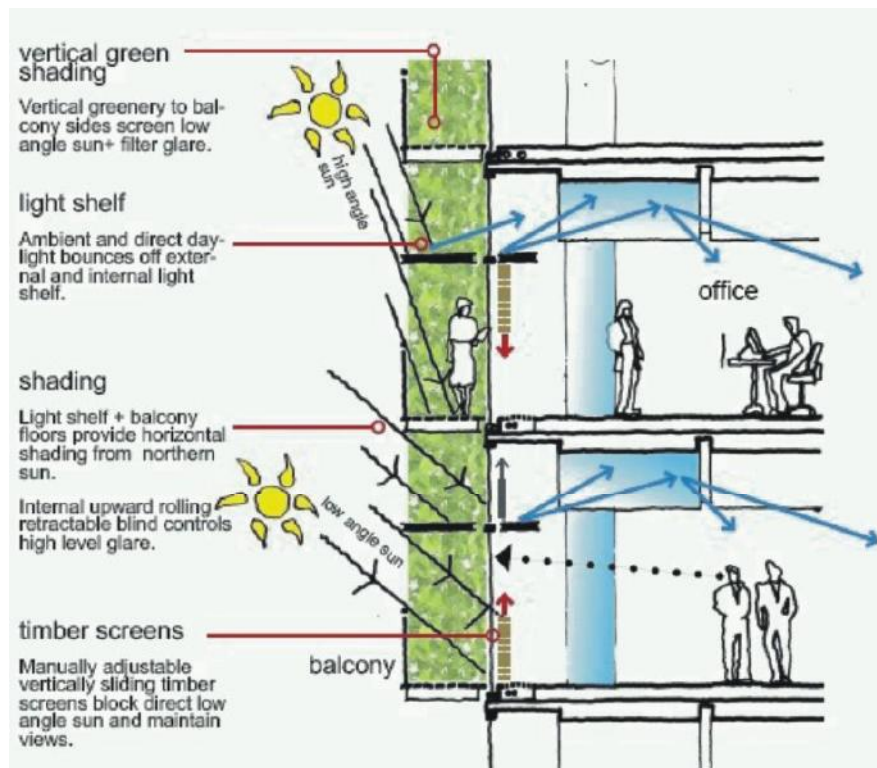 vertical green
shading
Vertical greenery to bal-
cony sides screen low
angle sun+ filter glare.
high angle
sun
light shelf
Ambient and direct day-
light bounces off exter-
nal and internal light
shelf.
office
shading
Light shelf + balcony
floors provide horizontal
shading from northern
sun.
Internal upward rolling
retractable blind controls
high level glare.
low angle sun
timber screens
Manually adjustable
vertically sliding timber
screens block direct low
angle sun and maintain
views.
balcony